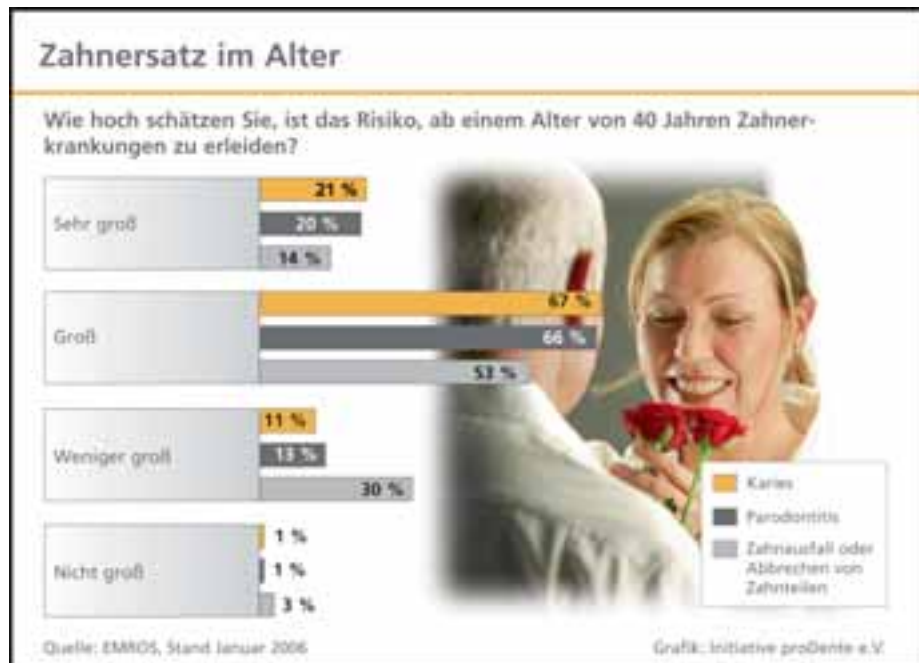 Zahnersatz im Alter
Wie hoch schätzen Sie, ist das Risiko, ab einem Alter von 40 Jahren Zahner-
krankungen zu erleiden?
Sehr groß
21 %
20 %
14 %
Groß
67 %
66 %
53 %
Weniger groß
11 %
13 %
30 %
Nicht groß
1 %
1 %
3 %
Karies
Parodontitis
Zahnausfall oder
Abbrechen von
Zahnteilen
Quelle: EMROS, Stand Januar 2006
Grafik: Initiative proDente e.V.